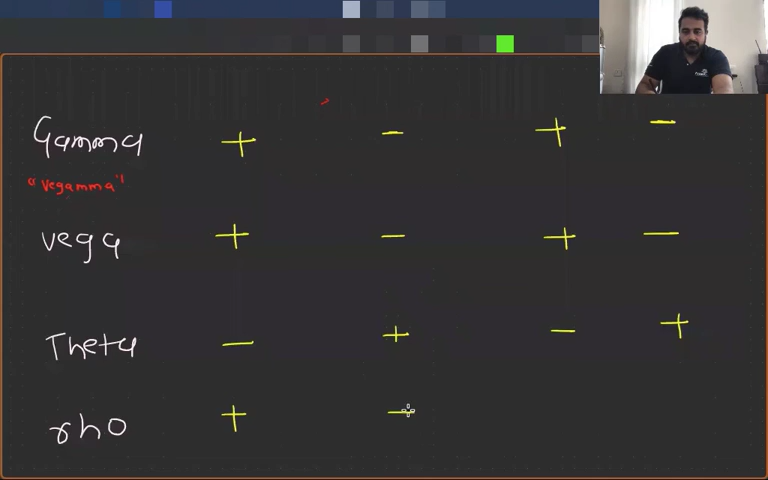 Gamma + - + -
"vegamma"
vega + - + -
Theta - + - +
rho + -